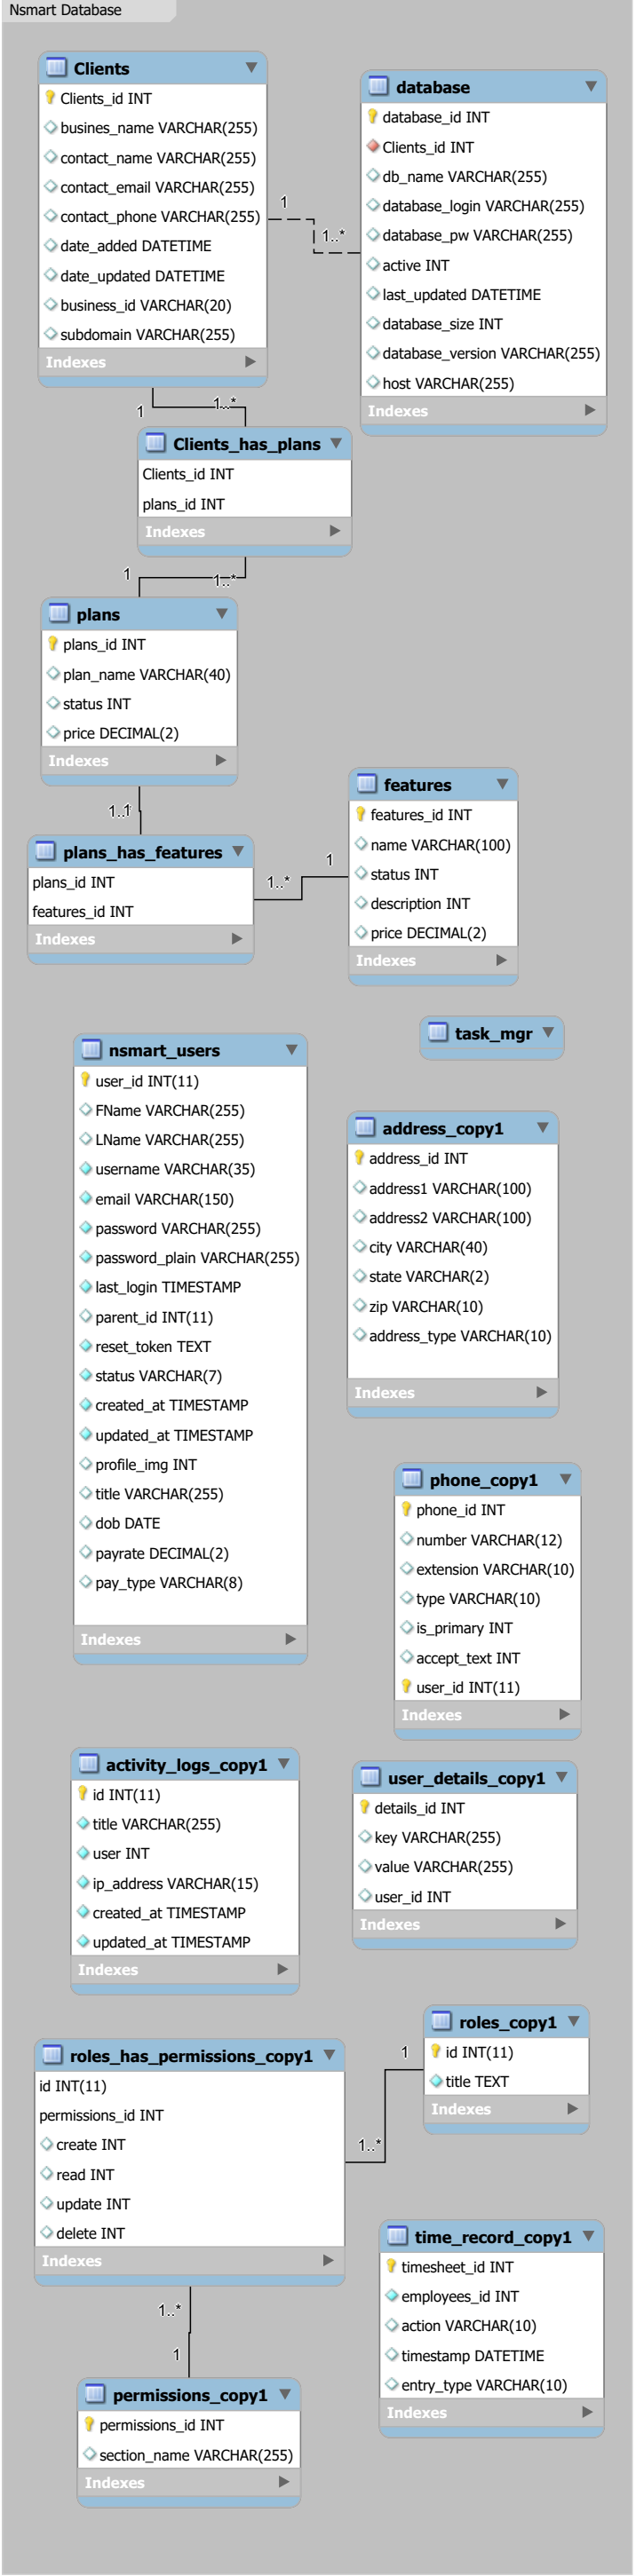 Nsmart Database
Clients
Clients_id INT
busines_name VARCHAR(255)
contact_name VARCHAR(255)
contact_email VARCHAR(255)
contact_phone VARCHAR(255)
date_added DATETIME
date_updated DATETIME
business_id VARCHAR(20)
subdomain VARCHAR(255)
Indexes
database
database_id INT
Clients_id INT
db_name VARCHAR(255)
database_login VARCHAR(255)
database_pw VARCHAR(255)
active INT
last_updated DATETIME
database_size INT
database_version VARCHAR(255)
host VARCHAR(255)
Indexes
1
1..*
1
1..*
Clients_has_plans
Clients_id INT
plans_id INT
Indexes
1
1..*
plans
plans_id INT
plan_name VARCHAR(40)
status INT
price DECIMAL(2)
Indexes
1..*
1
plans_has_features
plans_id INT
features_id INT
Indexes
1..*
1
features
features_id INT
name VARCHAR(100)
status INT
description INT
price DECIMAL(2)
Indexes
task_mgr
nsmart_users
user_id INT(11)
FName VARCHAR(255)
LName VARCHAR(255)
username VARCHAR(35)
email VARCHAR(150)
password VARCHAR(255)
password_plain VARCHAR(255)
last_login TIMESTAMP
parent_id INT(11)
reset_token TEXT
status VARCHAR(7)
created_at TIMESTAMP
updated_at TIMESTAMP
profile_img INT
title VARCHAR(255)
dob DATE
payrate DECIMAL(2)
pay_type VARCHAR(8)
Indexes
address_copy1
address_id INT
address1 VARCHAR(100)
address2 VARCHAR(100)
city VARCHAR(40)
state VARCHAR(2)
zip VARCHAR(10)
address_type VARCHAR(10)
Indexes
phone_copy1
phone_id INT
number VARCHAR(12)
extension VARCHAR(10)
type VARCHAR(10)
is_primary INT
accept_text INT
user_id INT(11)
Indexes
activity_logs_copy1
id INT(11)
title VARCHAR(255)
user INT
ip_address VARCHAR(15)
created_at TIMESTAMP
updated_at TIMESTAMP
Indexes
user_details_copy1
details_id INT
key VARCHAR(255)
value VARCHAR(255)
user_id INT
Indexes
roles_has_permissions_copy1
id INT(11)
permissions_id INT
create INT
read INT
update INT
delete INT
Indexes
1
1..*
roles_copy1
id INT(11)
title TEXT
Indexes
1..*
1
permissions_copy1
permissions_id INT
section_name VARCHAR(255)
Indexes
time_record_copy1
timesheet_id INT
employees_id INT
action VARCHAR(10)
timestamp DATETIME
entry_type VARCHAR(10)
Indexes